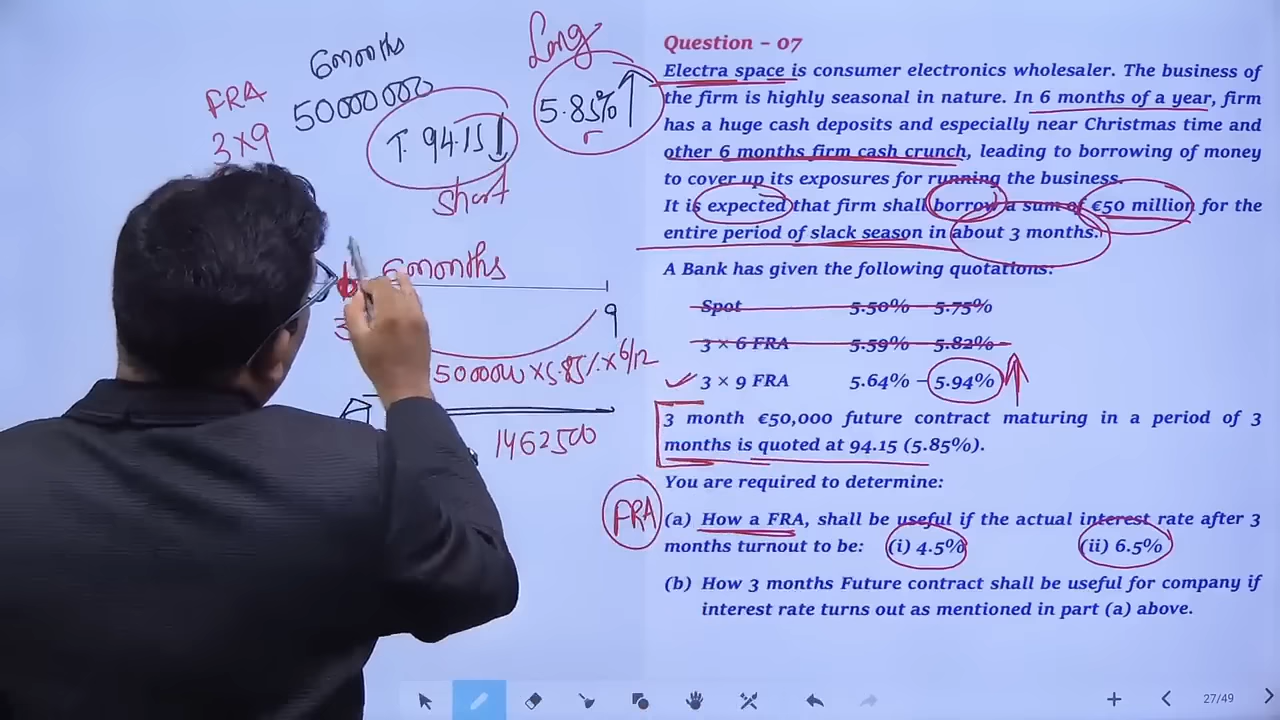 Question – 07
Electra space is consumer electronics wholesaler. The business of
the firm is highly seasonal in nature. In 6 months of a year, firm
has a huge cash deposits and especially near Christmas time and
other 6 months firm cash crunch, leading to borrowing of money
to cover up its exposures for running the business.
It is expected that firm shall borrow a sum of €50 million for the
entire period of slack season in about 3 months.
A Bank has given the following quotations:
Spot 5.50% – 5.75%
3 × 6 FRA 5.59% – 5.82%
3 × 9 FRA 5.64% – 5.94%
3 month €50,000 future contract maturing in a period of 3
months is quoted at 94.15 (5.85%).
You are required to determine:
(a) How a FRA, shall be useful if the actual interest rate after 3
months turnout to be: (i) 4.5% (ii) 6.5%
(b) How 3 months Future contract shall be useful for company if
interest rate turns out as mentioned in part (a) above.
FRA
6months
50000000
FRA
3×9
94.15
Short
Long
5.85%
r
6months
3
9
× 5.85% × 6/12
1462500
27/49